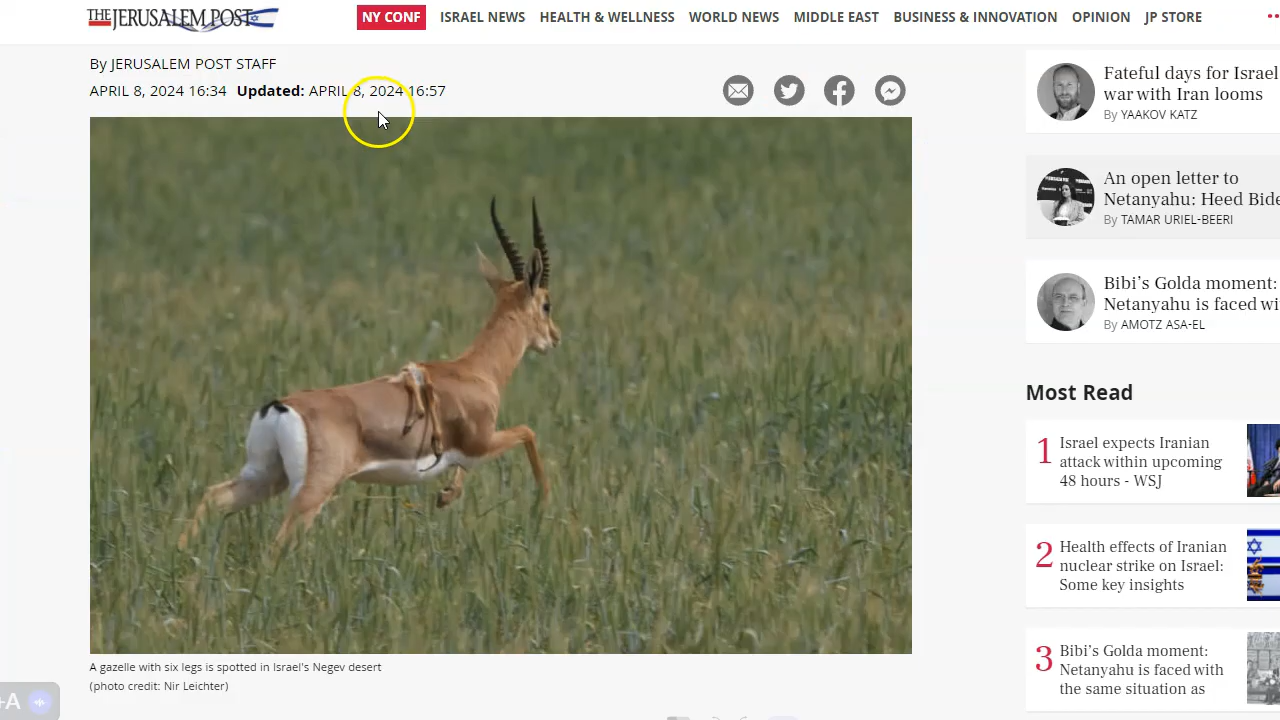 THE JERUSALEM POST
NY CONF
ISRAEL NEWS
HEALTH & WELLNESS
WORLD NEWS
MIDDLE EAST
BUSINESS & INNOVATION
OPINION
JP STORE
By JERUSALEM POST STAFF
APRIL 8, 2024 16:34 Updated: APRIL 8, 2024 16:57
A gazelle with six legs is spotted in Israel's Negev desert
(photo credit: Nir Leichter)
Fateful days for Israel
war with Iran looms
By YAAKOV KATZ
An open letter to
Netanyahu: Heed Bide
By TAMAR URIEL-BEERI
Bibi's Golda moment:
Netanyahu is faced wi
By AMOTZ ASA-EL
Most Read
1
Israel expects Iranian
attack within upcoming
48 hours - WSJ
2
Health effects of Iranian
nuclear strike on Israel:
Some key insights
3
Bibi's Golda moment:
Netanyahu is faced with
the same situation as
+A